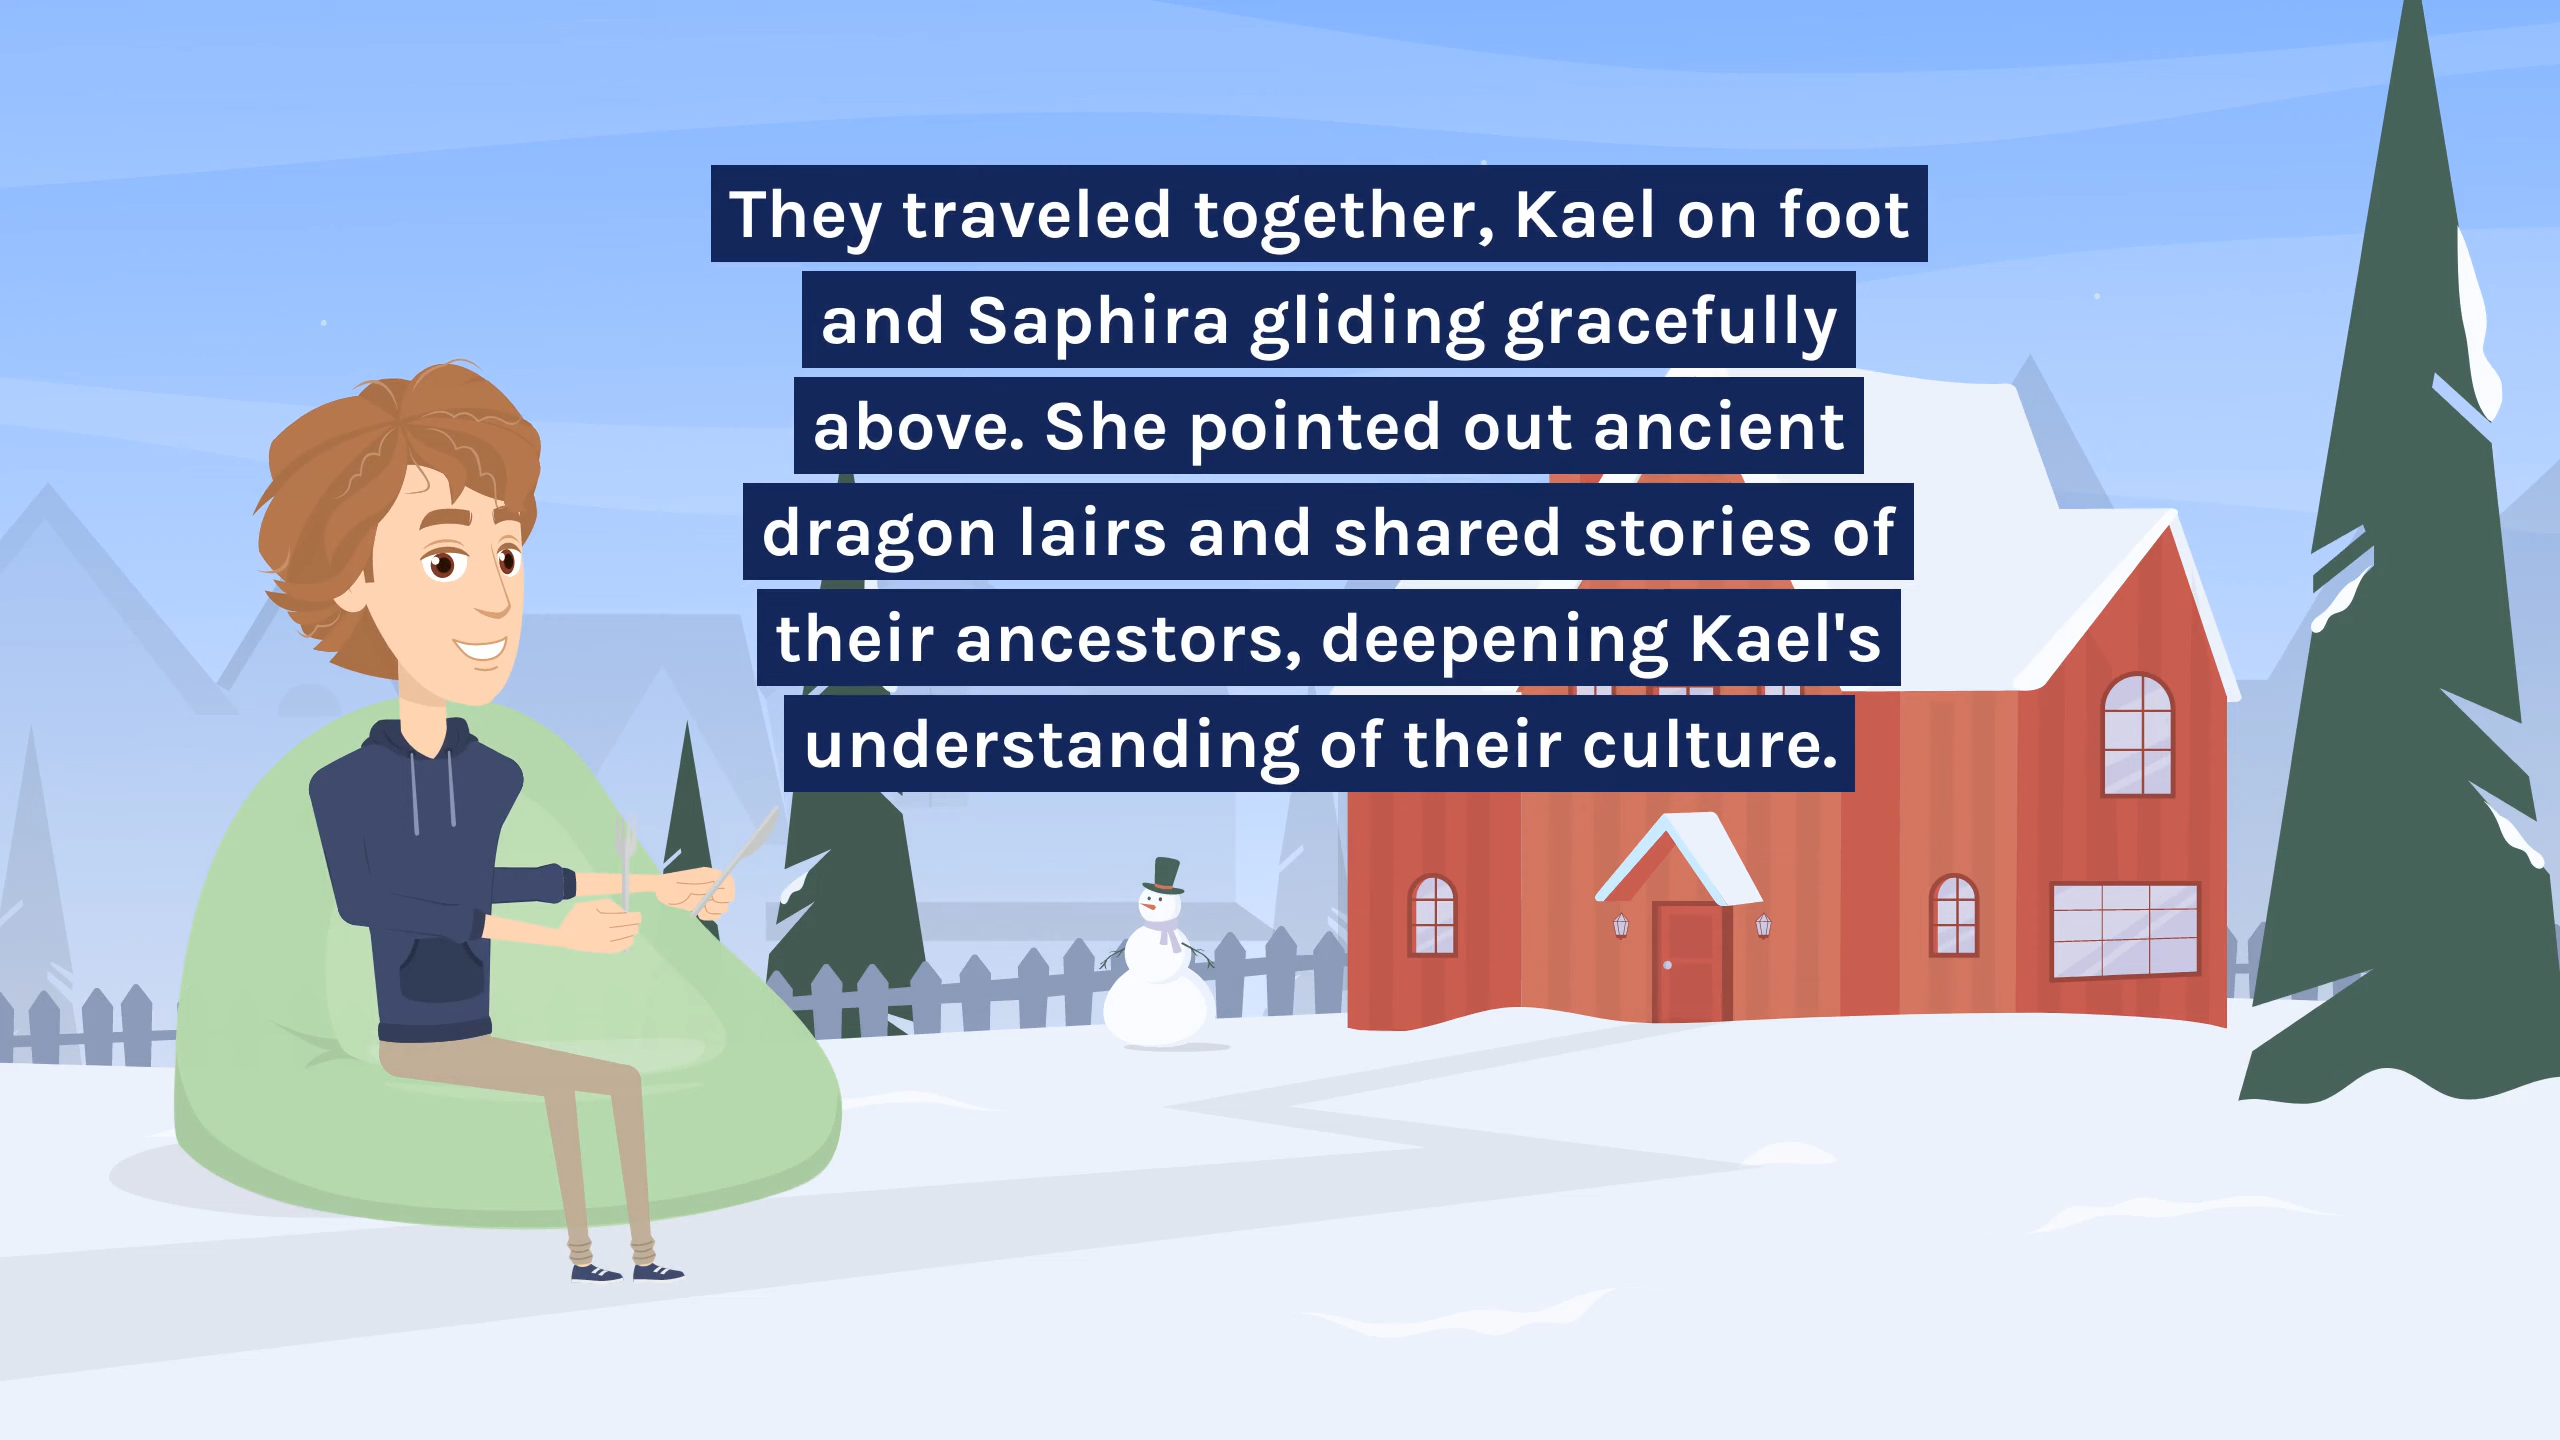 They traveled together, Kael on foot
and Saphira gliding gracefully
above. She pointed out ancient
dragon lairs and shared stories of
their ancestors, deepening Kael's
understanding of their culture.